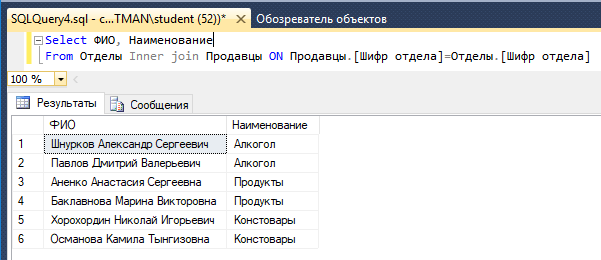 SQLQuery4.sql - c...TMAN\student (52))* Обозреватель объектов
Select ФИО, Наименование
From Отделы Inner join Продавцы ON Продавцы.[Шифр отдела]=Отделы.[Шифр отдела]
100 %
Результаты Сообщения
ФИО Наименование
1 Шнурков Александр Сергеевич Алкогол
2 Павлов Дмитрий Валерьевич Алкогол
3 Аненко Анастасия Сергеевна Продукты
4 Баклавнова Марина Викторовна Продукты
5 Хорохордин Николай Игорьевич Констовары
6 Османова Камила Тынгизовна Констовары